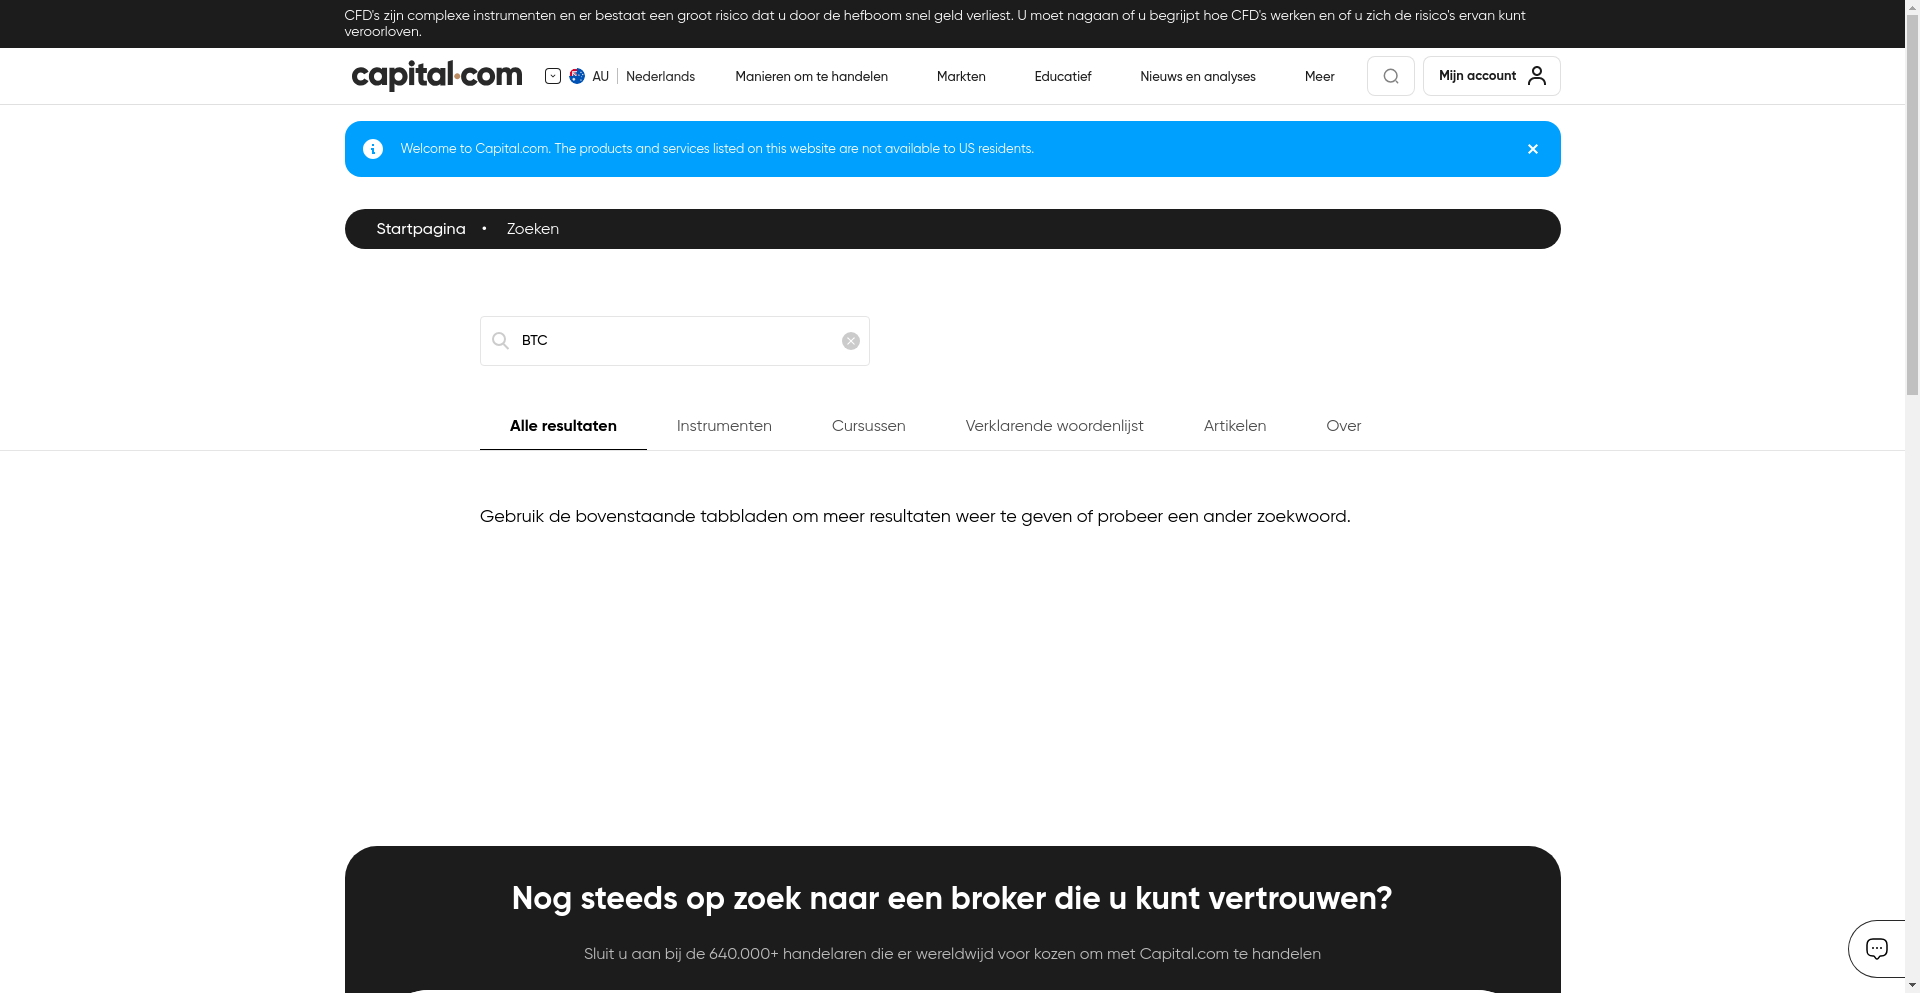 CFD's zijn complexe instrumenten en er bestaat een groot risico dat u door de hefboom snel geld verliest. U moet nagaan of u begrijpt hoe CFD's werken en of u zich de risico's ervan kunt
veroorloven.
capital.com AU Nederlands Manieren om te handelen Markten Educatief Nieuws en analyses Meer Mijn account
Welcome to Capital.com. The products and services listed on this website are not available to US residents.
Startpagina • Zoeken
BTC
Alle resultaten Instrumenten Cursussen Verklarende woordenlijst Artikelen Over
Gebruik de bovenstaande tabbladen om meer resultaten weer te geven of probeer een ander zoekwoord.
Nog steeds op zoek naar een broker die u kunt vertrouwen?
Sluit u aan bij de 640.000+ handelaren die er wereldwijd voor kozen om met Capital.com te handelen